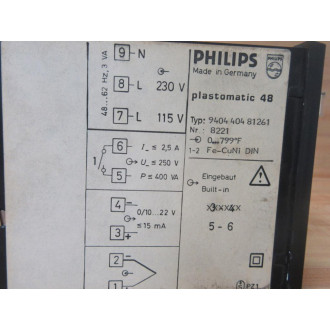 9 N
48...62 Hz, 3 VA
8 L 230 V
7 L 115 V
6 I~ ≤ 2,5 A
1 U~ ≤ 250 V
5 P ≤ 400 VA
4 −
0/10...22 V
≤ 15 mA
3 +
2 −
1
PHILIPS
Made in Germany
PHILIPS
plastomatic 48
Typ: 9404 404 81261
Nr.: 8221
0...799°F
1-2 Fe-CuNi DIN
Eingebaut
Built-in
5 - 6
PZ1